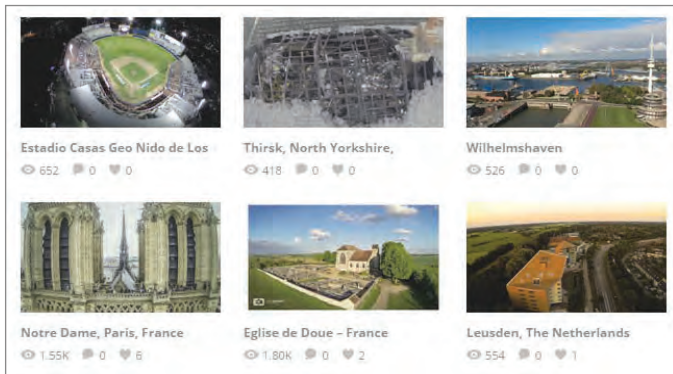 Estadio Casas Geo Nido de Los
Thirsk, North Yorkshire,
Wilhelmshaven
652 0 0
418 0 0
526 0 0
Notre Dame, Paris, France
Eglise de Doue – France
Leusden, The Netherlands
1.55K 0 6
1.80K 0 2
554 0 1